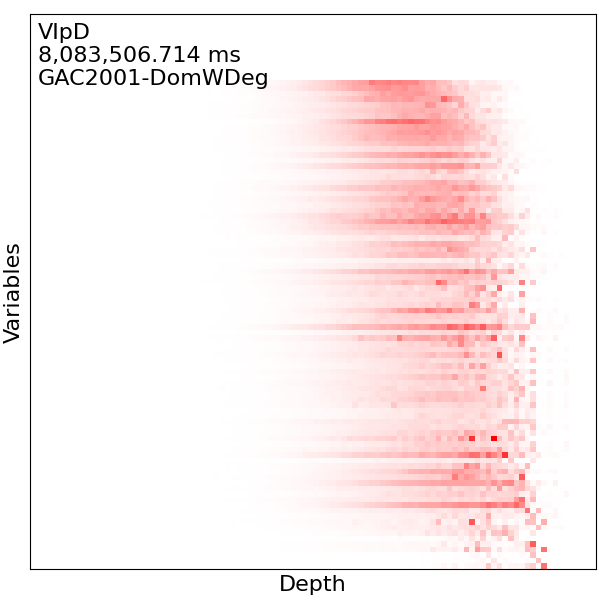 VIpD
8,083,506.714 ms
GAC2001-DomWDeg
Variables
Depth